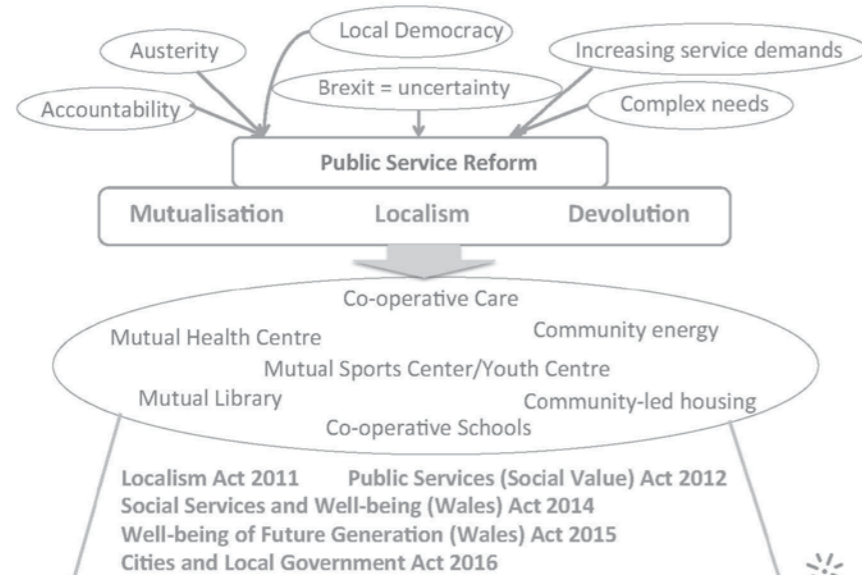 Local Democracy
Austerity
Increasing service demands
Brexit = uncertainty
Accountability
Complex needs
Public Service Reform
Mutualisation Localism Devolution
Co-operative Care
Mutual Health Centre
Community energy
Mutual Sports Center/Youth Centre
Mutual Library
Community-led housing
Co-operative Schools
Localism Act 2011 Public Services (Social Value) Act 2012
Social Services and Well-being (Wales) Act 2014
Well-being of Future Generation (Wales) Act 2015
Cities and Local Government Act 2016